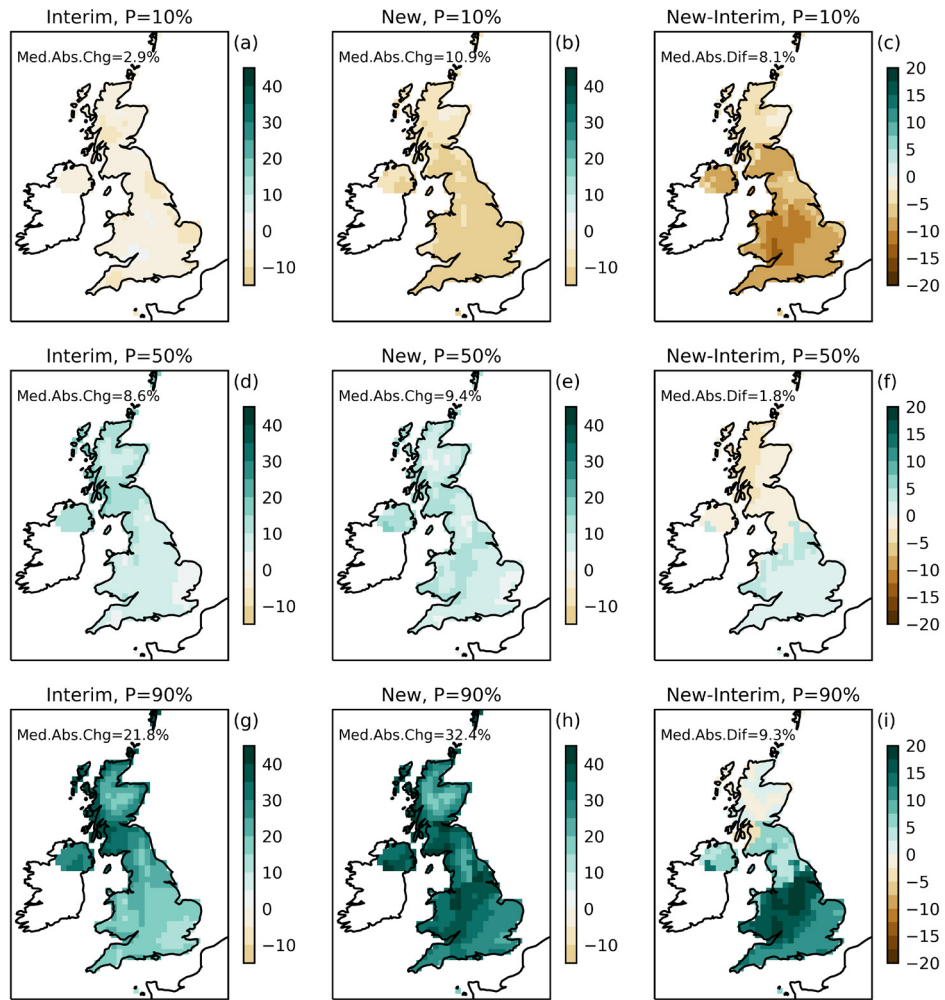 Interim, P=10%
New, P=10%
New-Interim, P=10%
(a)
(b)
(c)
Med.Abs.Chg=2.9%
Med.Abs.Chg=10.9%
Med.Abs.Dif=8.1%
40
30
20
10
0
−10
40
30
20
10
0
−10
20
15
10
5
0
−5
−10
−15
−20
Interim, P=50%
New, P=50%
New-Interim, P=50%
(d)
(e)
(f)
Med.Abs.Chg=8.6%
Med.Abs.Chg=9.4%
Med.Abs.Dif=1.8%
40
30
20
10
0
−10
40
30
20
10
0
−10
20
15
10
5
0
−5
−10
−15
−20
Interim, P=90%
New, P=90%
New-Interim, P=90%
(g)
(h)
(i)
Med.Abs.Chg=21.8%
Med.Abs.Chg=32.4%
Med.Abs.Dif=9.3%
40
30
20
10
0
−10
40
30
20
10
0
−10
20
15
10
5
0
−5
−10
−15
−20